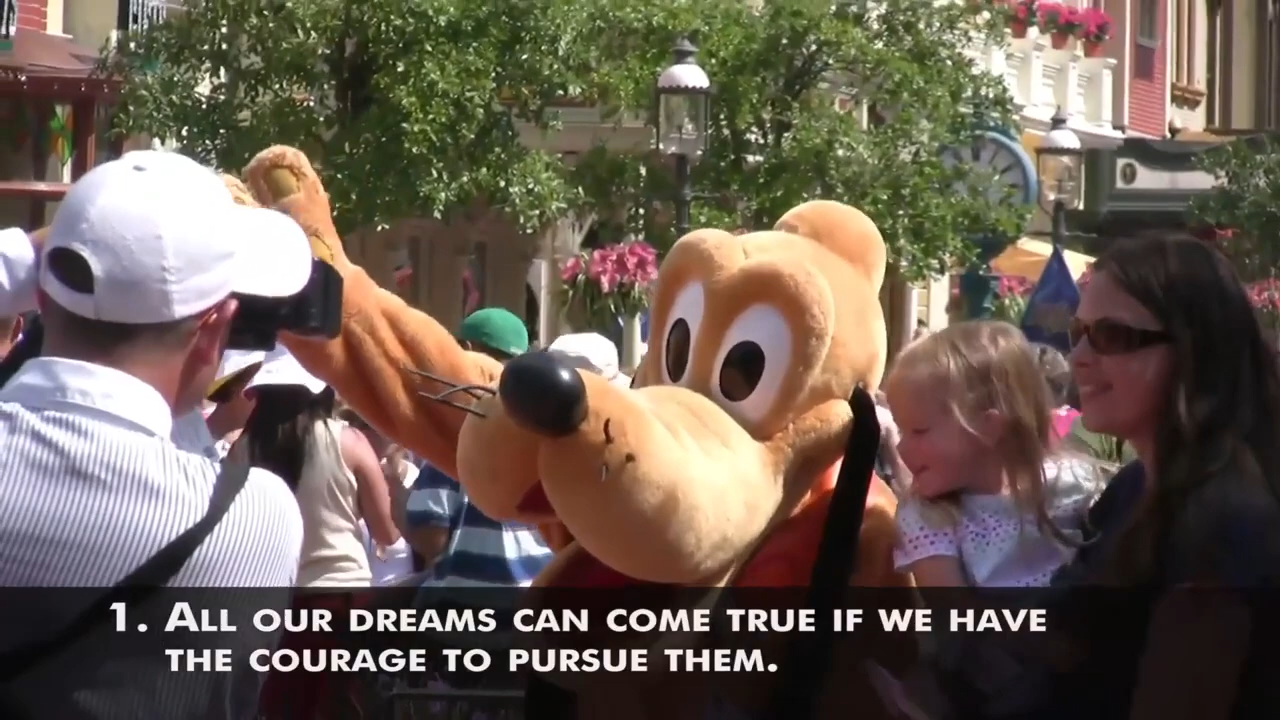 1. ALL OUR DREAMS CAN COME TRUE IF WE HAVE
THE COURAGE TO PURSUE THEM.